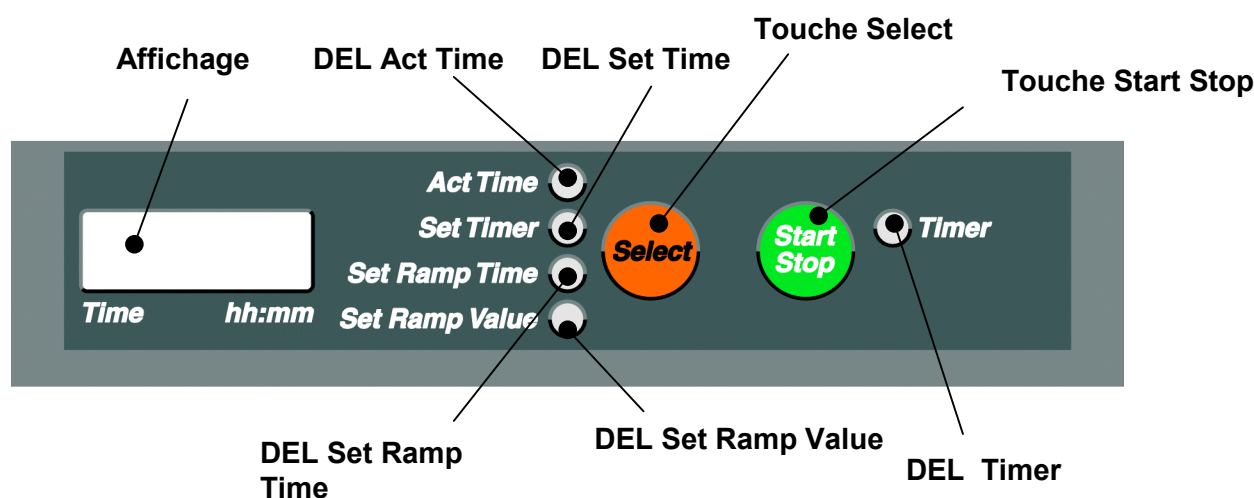 Touche Select
Affichage
DEL Act Time
DEL Set Time
Touche Start Stop
Act Time
Set Timer
Set Ramp Time
Set Ramp Value
Select
Start
Stop
Timer
Time
hh:mm
DEL Set Ramp
Time
DEL Set Ramp Value
DEL Timer